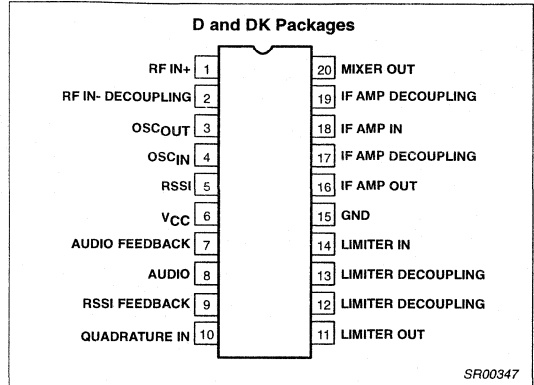 D and DK Packages
RF IN+ 1
RF IN- DECOUPLING 2
OSCOUT 3
OSCIN 4
RSSI 5
VCC 6
AUDIO FEEDBACK 7
AUDIO 8
RSSI FEEDBACK 9
QUADRATURE IN 10
20 MIXER OUT
19 IF AMP DECOUPLING
18 IF AMP IN
17 IF AMP DECOUPLING
16 IF AMP OUT
15 GND
14 LIMITER IN
13 LIMITER DECOUPLING
12 LIMITER DECOUPLING
11 LIMITER OUT
SR00347